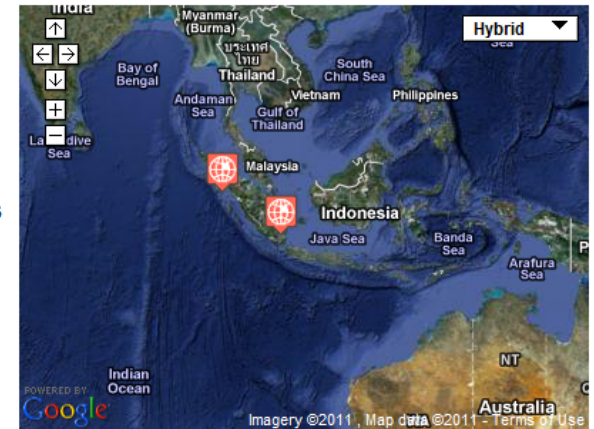 India
Myanmar
(Burma)
Hybrid
ประเทศ
ไทย
Thailand
Bay of
Bengal
South
China Sea
Sea
Andaman
Sea
Vietnam
Philippines
Gulf of
Thailand
Sea
Malaysia
Indonesia
Java Sea
Banda
Sea
Arafura
Sea
P
NT
Indian
Ocean
POWERED BY
Google
Australia
Imagery ©2011 , Map data ©2011 - Terms of Use